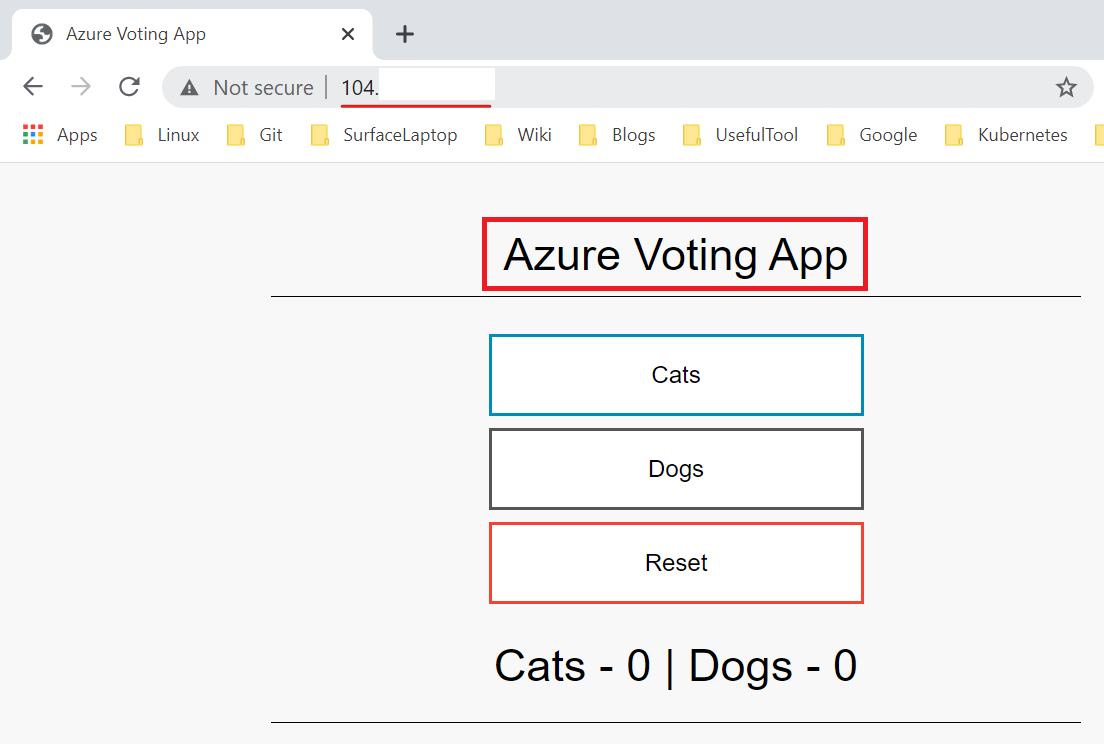 Azure Voting App
Not secure | 104.
Apps Linux Git SurfaceLaptop Wiki Blogs UsefulTool Google Kubernetes
Azure Voting App
Cats
Dogs
Reset
Cats - 0 | Dogs - 0